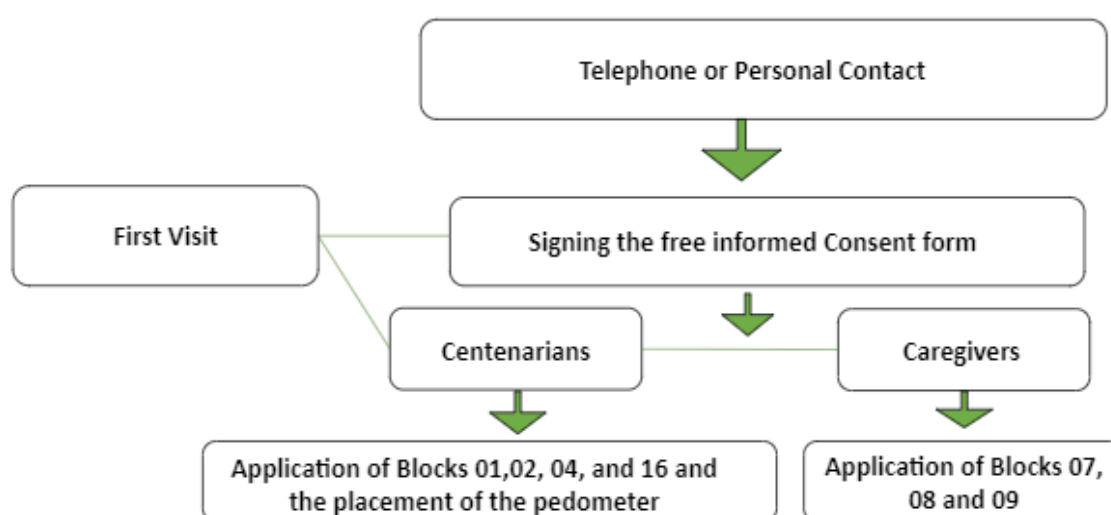 Telephone or Personal Contact
First Visit
Signing the free informed Consent form
Centenarians
Caregivers
Application of Blocks 01,02, 04, and 16 and
the placement of the pedometer
Application of Blocks 07,
08 and 09